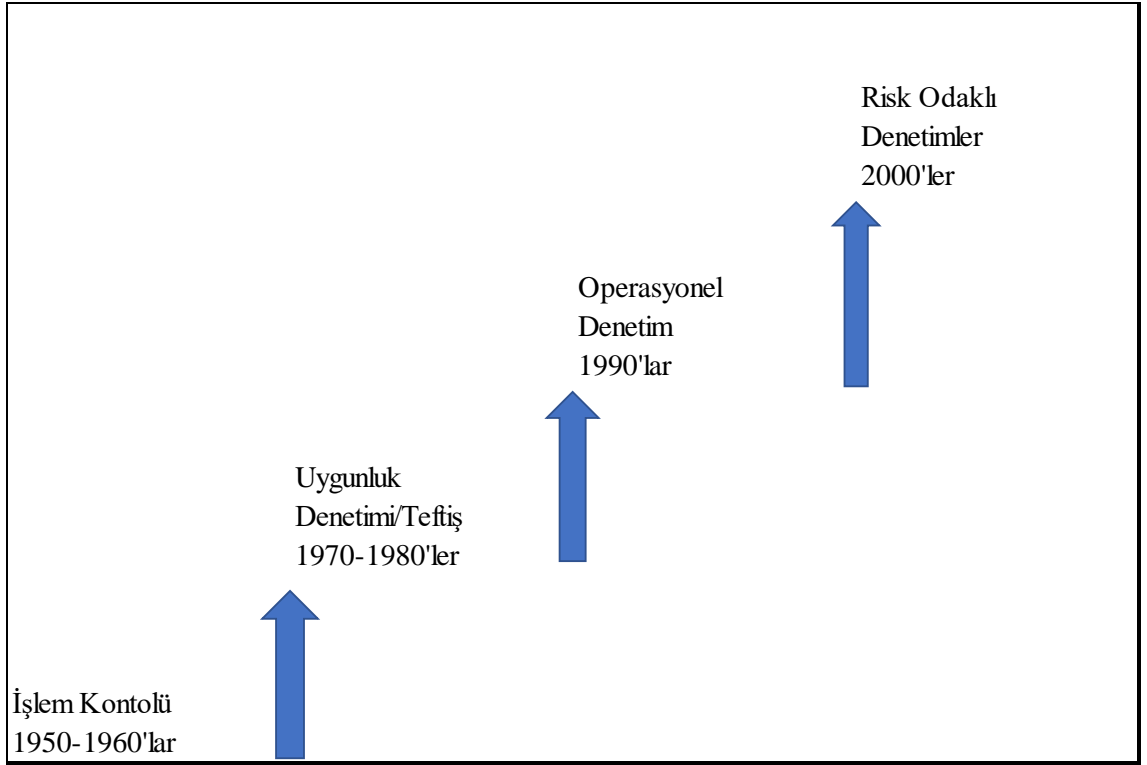 Risk Odaklı
Denetimler
2000'ler
Operasyonel
Denetim
1990'lar
Uygunluk
Denetimi/Teftiş
1970-1980'ler
İşlem Kontolü
1950-1960'lar